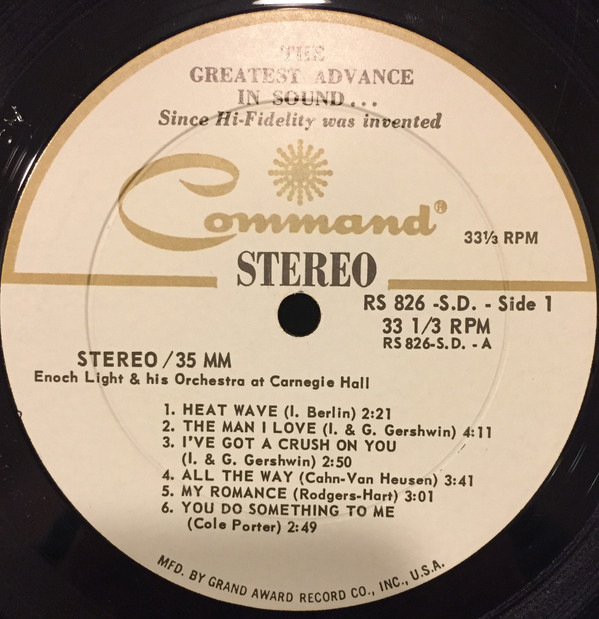 THE
GREATEST ADVANCE
IN SOUND...
Since Hi-Fidelity was invented
Command®
33⅓ RPM
STEREO
RS 826 -S.D. - Side 1
33 1/3 RPM
RS 826-S.D. - A
STEREO / 35 MM
Enoch Light & his Orchestra at Carnegie Hall
1. HEAT WAVE (I. Berlin) 2:21
2. THE MAN I LOVE (I. & G. Gershwin) 4:11
3. I'VE GOT A CRUSH ON YOU
(I. & G. Gershwin) 2:50
4. ALL THE WAY (Cahn-Van Heusen) 3:41
5. MY ROMANCE (Rodgers-Hart) 3:01
6. YOU DO SOMETHING TO ME
(Cole Porter) 2:49
MFD. BY GRAND AWARD RECORD CO., INC., U.S.A.